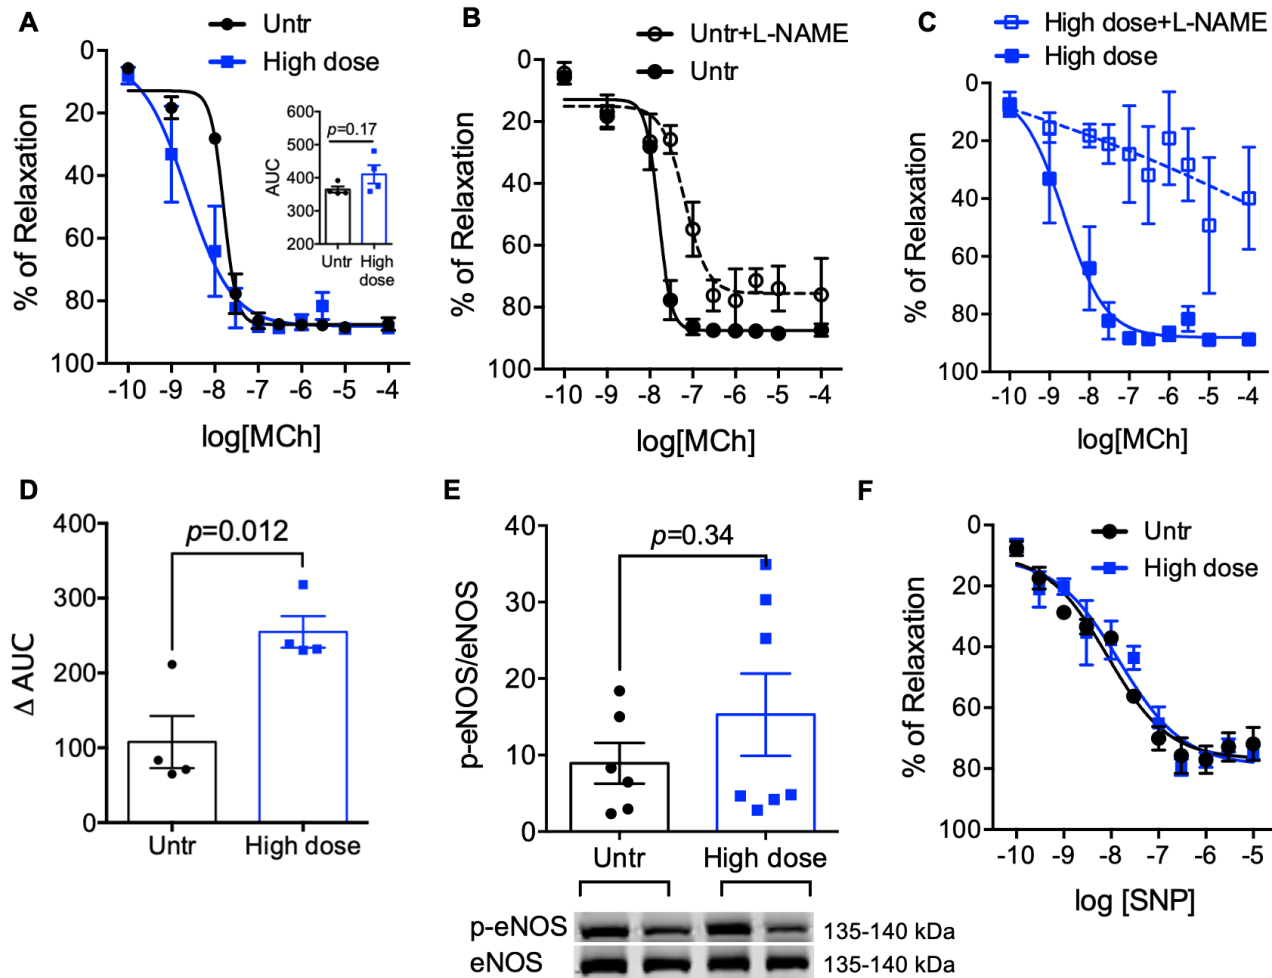 A
Untr
High dose
0
20
40
60
80
100
% of Relaxation
-10 -9 -8 -7 -6 -5 -4
log[MCh]
600
500
400
300
200
AUC
p=0.17
Untr High
dose
B
Untr+L-NAME
Untr
0
20
40
60
80
100
% of Relaxation
-10 -9 -8 -7 -6 -5 -4
log[MCh]
C
High dose+L-NAME
High dose
0
20
40
60
80
100
% of Relaxation
-10 -9 -8 -7 -6 -5 -4
log[MCh]
D
400
300
200
100
0
Δ AUC
p=0.012
Untr High dose
E
40
30
20
10
0
p-eNOS/eNOS
p=0.34
Untr High dose
p-eNOS 135-140 kDa
eNOS 135-140 kDa
F
Untr
High dose
0
20
40
60
80
100
% of Relaxation
-10 -9 -8 -7 -6 -5
log [SNP]